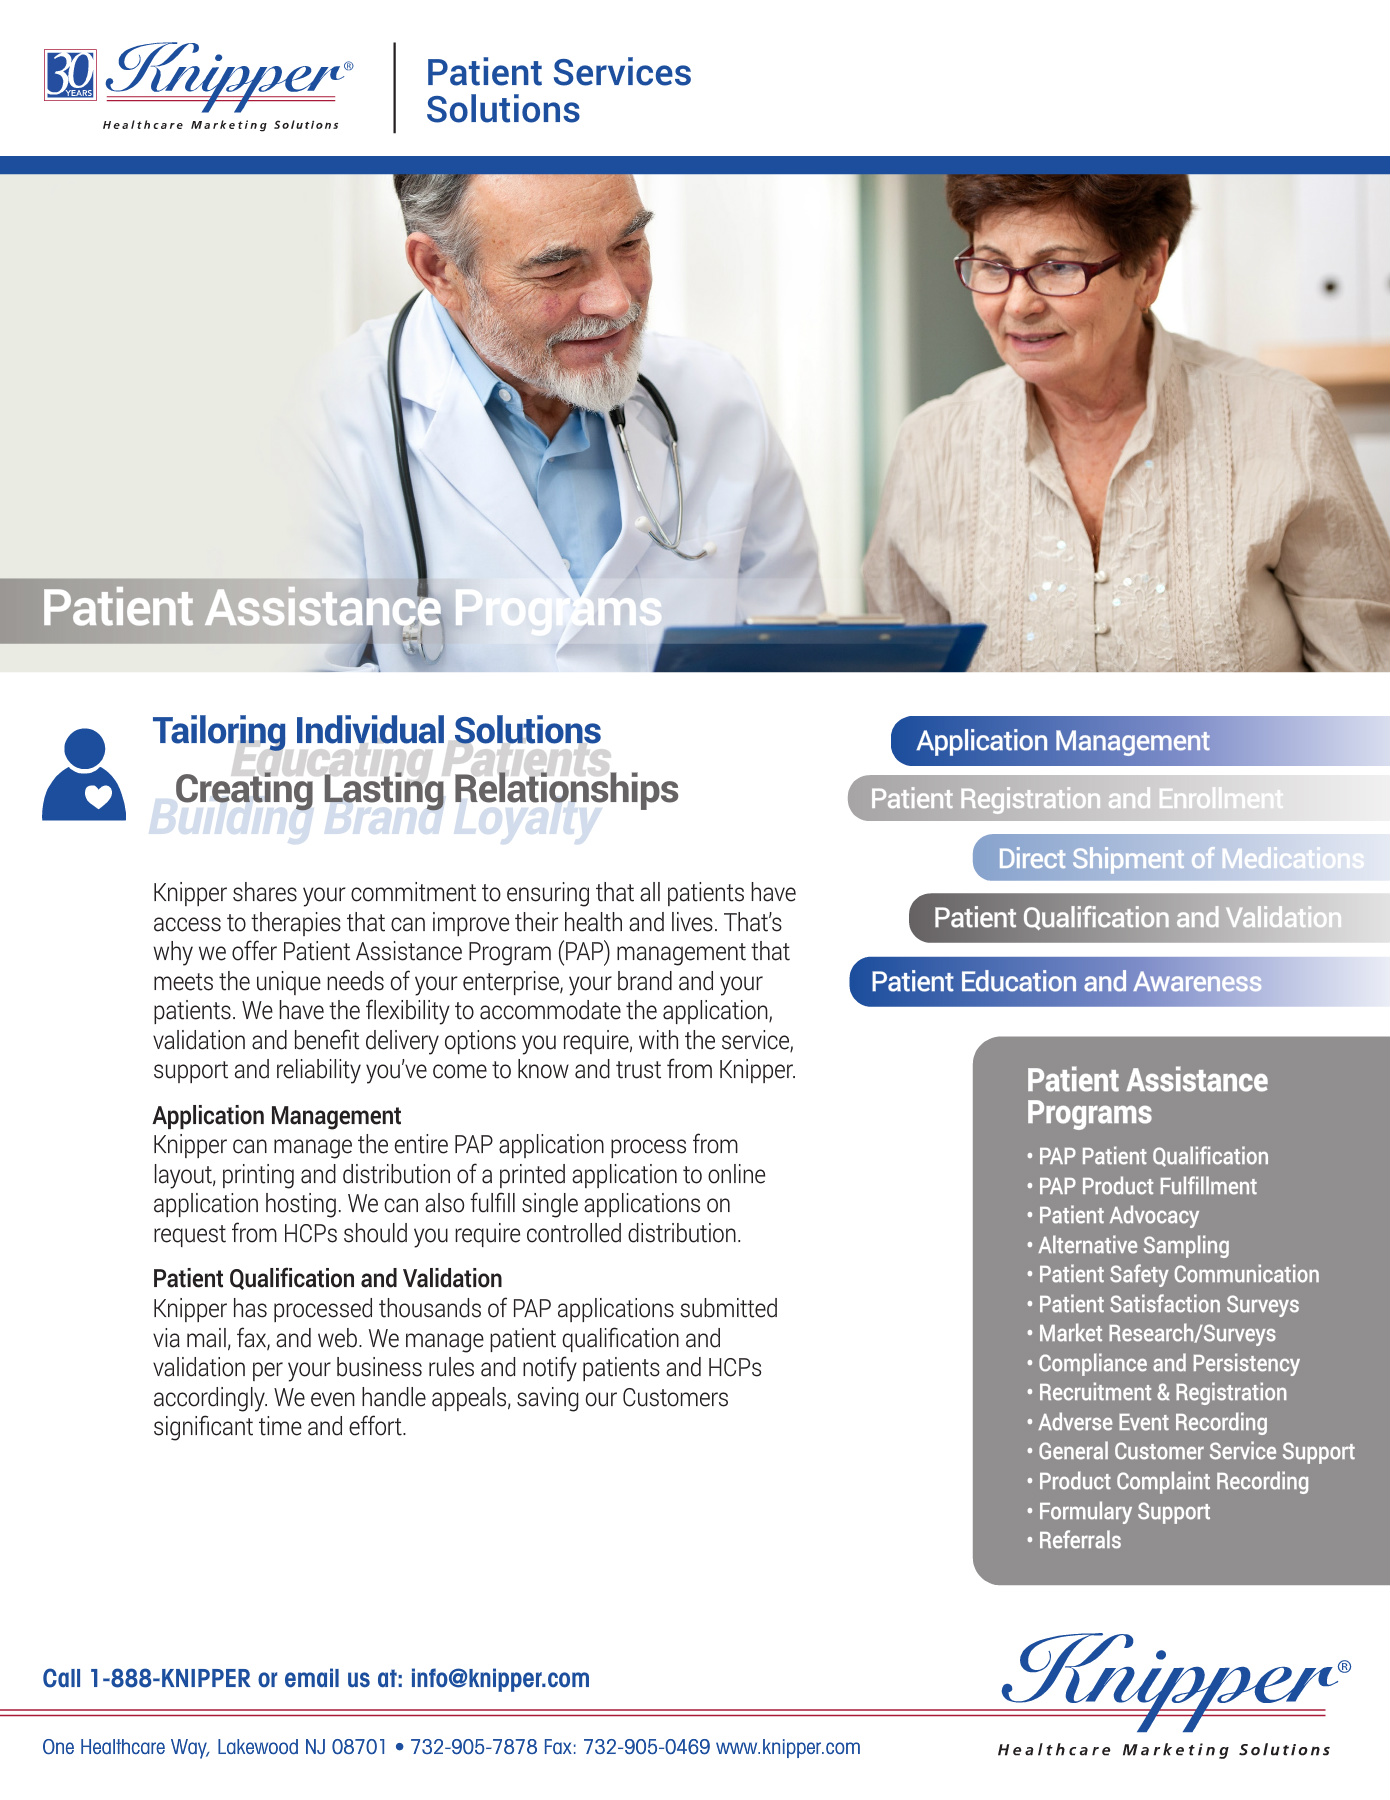 30
YEARS
Knipper®
Healthcare Marketing Solutions
Patient Services
Solutions
Patient Assistance Programs
Tailoring Individual Solutions
Educating Patients
Creating Lasting Relationships
Building Brand Loyalty
Knipper shares your commitment to ensuring that all patients have
access to therapies that can improve their health and lives. That’s
why we offer Patient Assistance Program (PAP) management that
meets the unique needs of your enterprise, your brand and your
patients. We have the flexibility to accommodate the application,
validation and benefit delivery options you require, with the service,
support and reliability you’ve come to know and trust from Knipper.
Application Management
Knipper can manage the entire PAP application process from
layout, printing and distribution of a printed application to online
application hosting. We can also fulfill single applications on
request from HCPs should you require controlled distribution.
Patient Qualification and Validation
Knipper has processed thousands of PAP applications submitted
via mail, fax, and web. We manage patient qualification and
validation per your business rules and notify patients and HCPs
accordingly. We even handle appeals, saving our Customers
significant time and effort.
Application Management
Patient Registration and Enrollment
Direct Shipment of Medications
Patient Qualification and Validation
Patient Education and Awareness
Patient Assistance
Programs
• PAP Patient Qualification
• PAP Product Fulfillment
• Patient Advocacy
• Alternative Sampling
• Patient Safety Communication
• Patient Satisfaction Surveys
• Market Research/Surveys
• Compliance and Persistency
• Recruitment & Registration
• Adverse Event Recording
• General Customer Service Support
• Product Complaint Recording
• Formulary Support
• Referrals
Call 1-888-KNIPPER or email us at: info@knipper.com
One Healthcare Way, Lakewood NJ 08701 • 732-905-7878 Fax: 732-905-0469 www.knipper.com
Knipper®
Healthcare Marketing Solutions